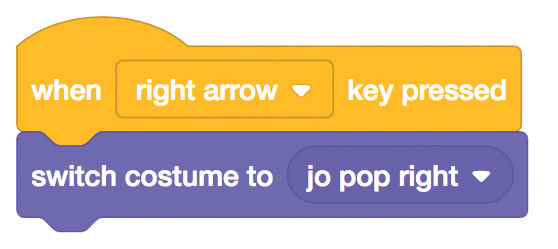 when right arrow key pressed
switch costume to jo pop right